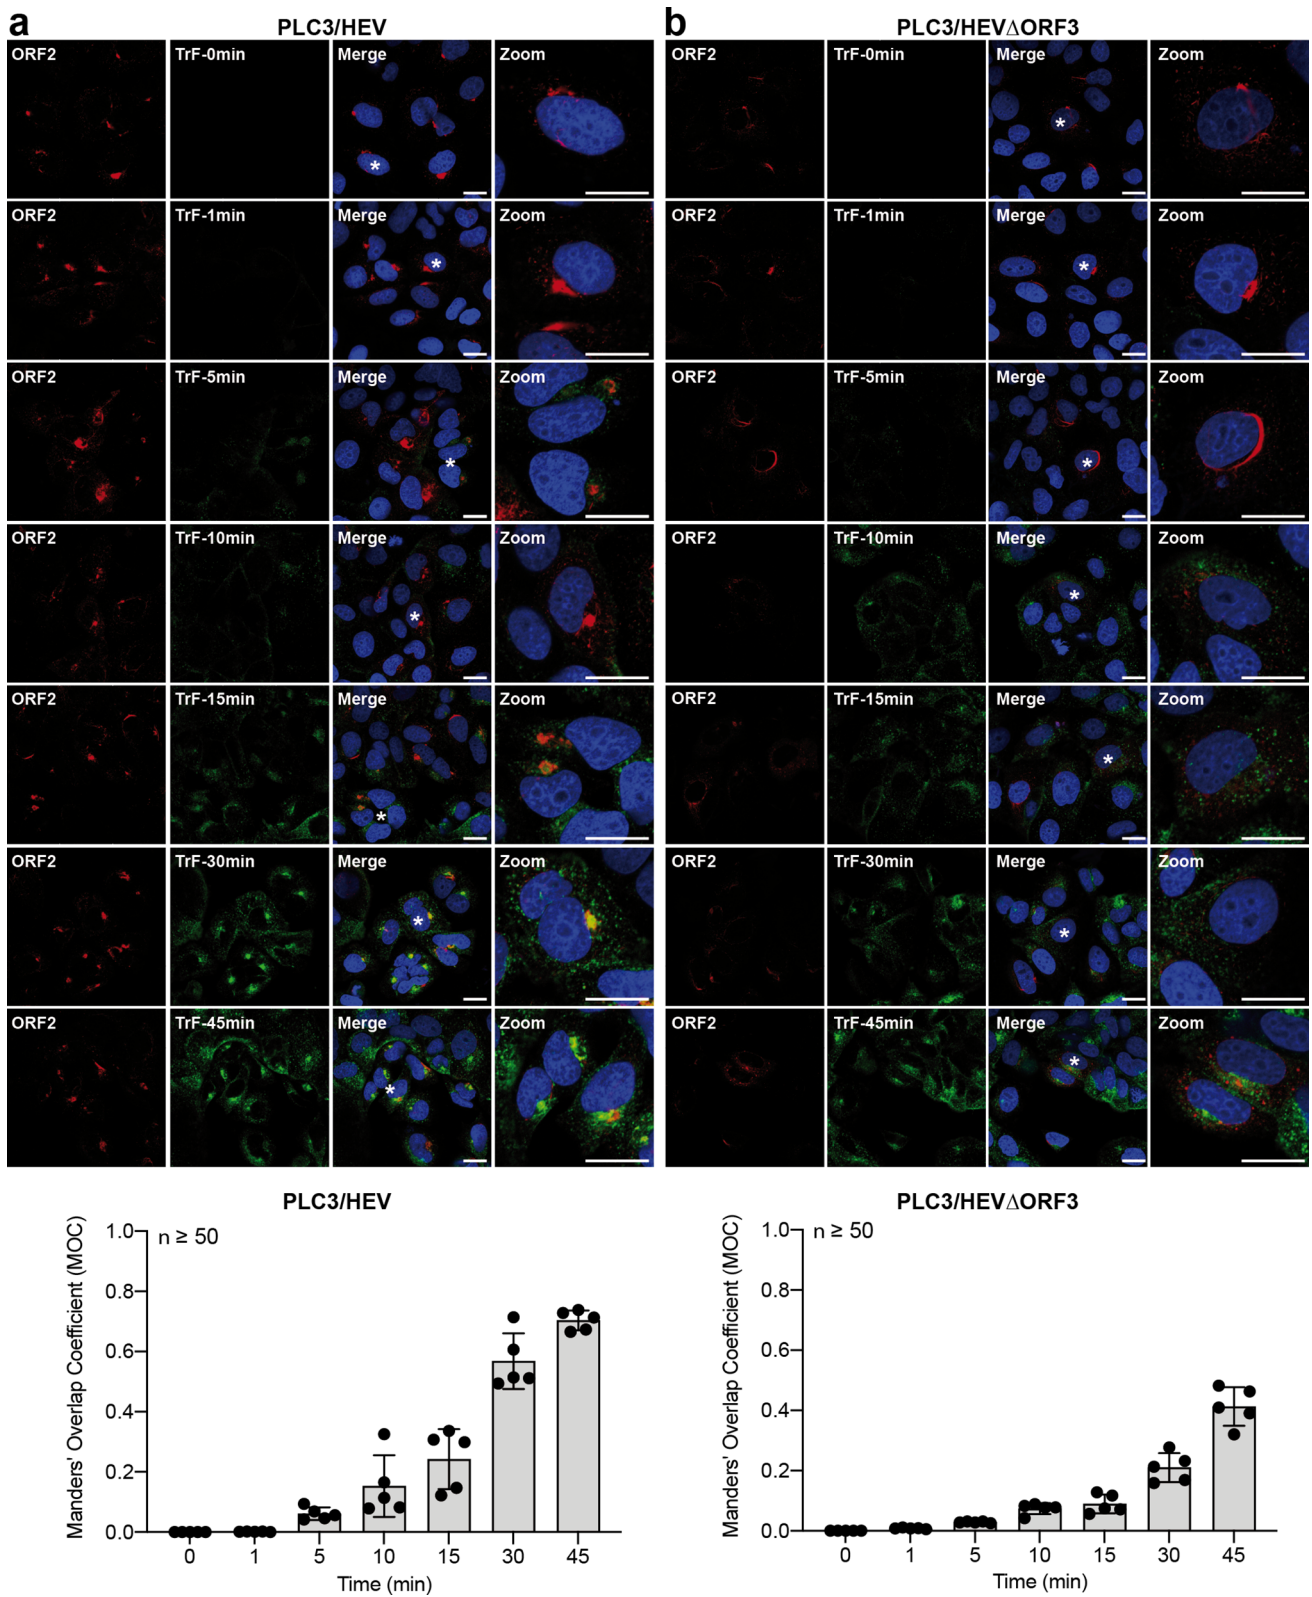 a
PLC3/HEV
b
PLC3/HEVΔORF3
ORF2 TrF-0min Merge Zoom ORF2 TrF-0min Merge Zoom
*
*
ORF2 TrF-1min Merge Zoom ORF2 TrF-1min Merge Zoom
*
*
ORF2 TrF-5min Merge Zoom ORF2 TrF-5min Merge Zoom
*
*
ORF2 TrF-10min Merge Zoom ORF2 TrF-10min Merge Zoom
*
*
ORF2 TrF-15min Merge Zoom ORF2 TrF-15min Merge Zoom
*
*
ORF2 TrF-30min Merge Zoom ORF2 TrF-30min Merge Zoom
*
*
ORF2 TrF-45min Merge Zoom ORF2 TrF-45min Merge Zoom
*
*
PLC3/HEV
n ≥ 50
Manders' Overlap Coefficient (MOC)
1.0
0.8
0.6
0.4
0.2
0.0
0 1 5 10 15 30 45
Time (min)
PLC3/HEVΔORF3
n ≥ 50
Manders' Overlap Coefficient (MOC)
1.0
0.8
0.6
0.4
0.2
0.0
0 1 5 10 15 30 45
Time (min)